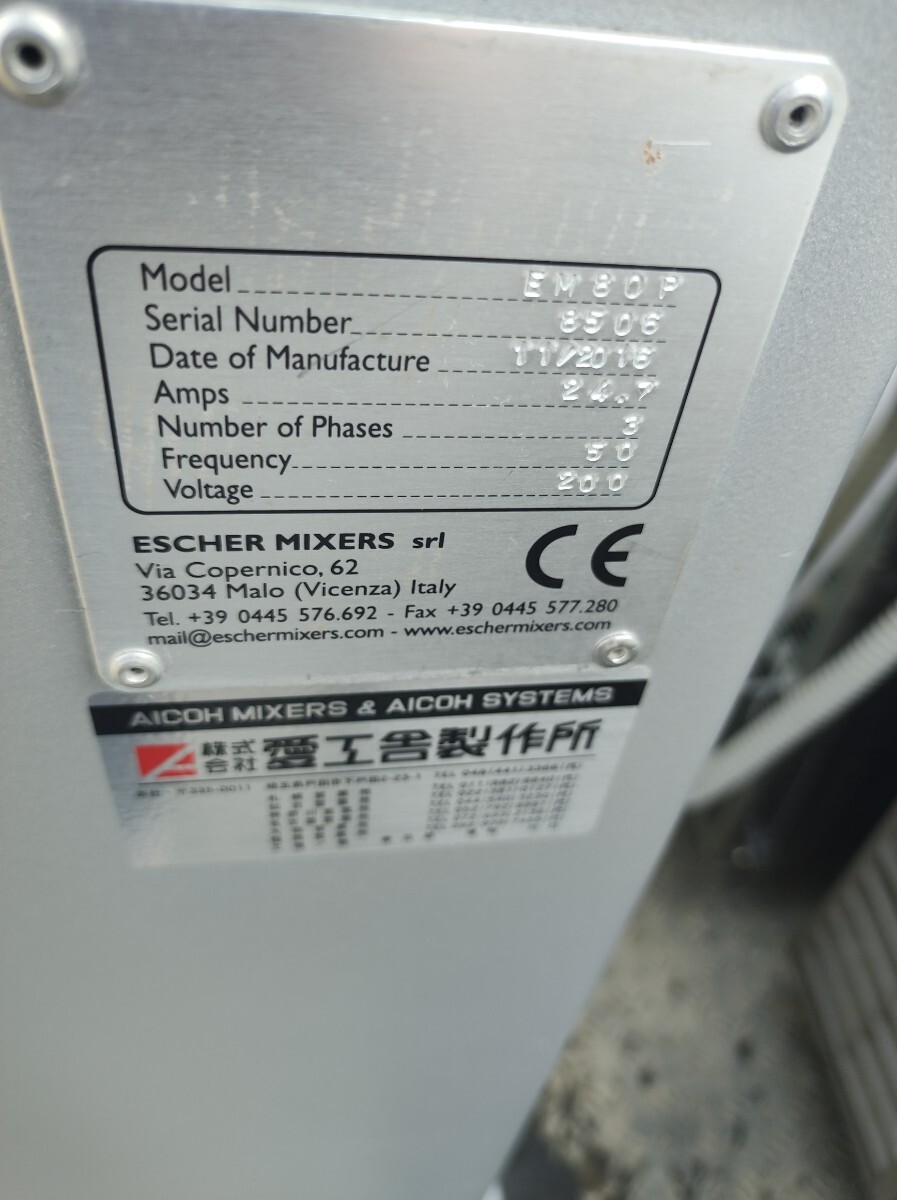 Model EM80P
Serial Number 8506
Date of Manufacture 11/2016
Amps 24.7
Number of Phases 3
Frequency 50
Voltage 200
ESCHER MIXERS srl
CE
Via Copernico, 62
36034 Malo (Vicenza) Italy
Tel. +39 0445 576.692 - Fax +39 0445 577.280
mail@eschermixers.com - www.eschermixers.com
AICOH MIXERS & AICOH SYSTEMS
株式会社 愛工舎製作所